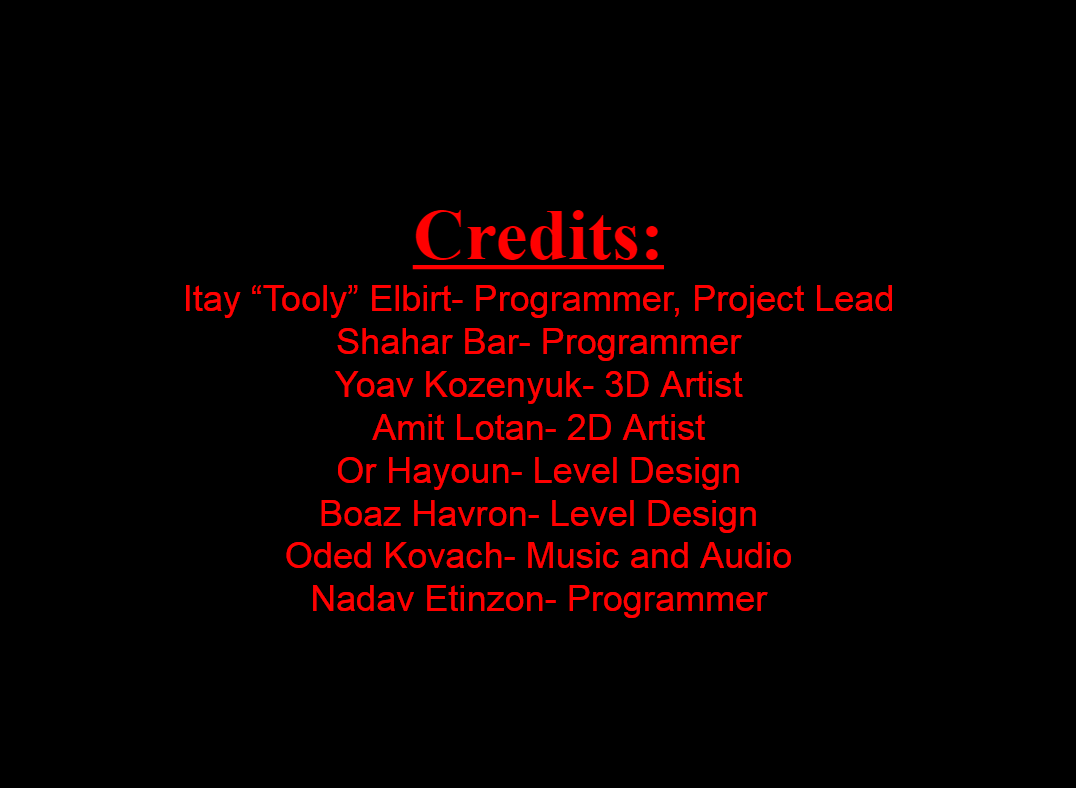 Credits:
Itay “Tooly” Elbirt- Programmer, Project Lead
Shahar Bar- Programmer
Yoav Kozenyuk- 3D Artist
Amit Lotan- 2D Artist
Or Hayoun- Level Design
Boaz Havron- Level Design
Oded Kovach- Music and Audio
Nadav Etinzon- Programmer